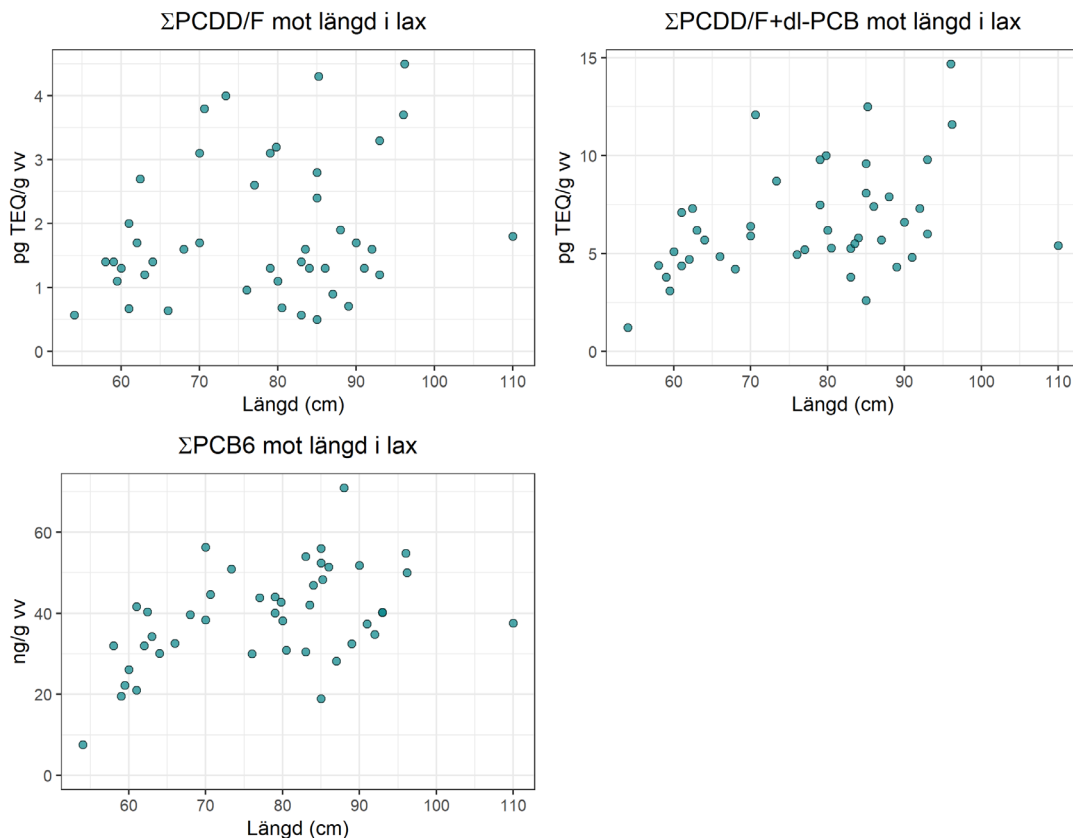 ΣPCDD/F mot längd i lax
pg TEQ/g vv
4
3
2
1
0
60 70 80 90 100 110
Längd (cm)
ΣPCDD/F+dl-PCB mot längd i lax
pg TEQ/g vv
15
10
5
0
60 70 80 90 100 110
Längd (cm)
ΣPCB6 mot längd i lax
ng/g vv
60
40
20
0
60 70 80 90 100 110
Längd (cm)